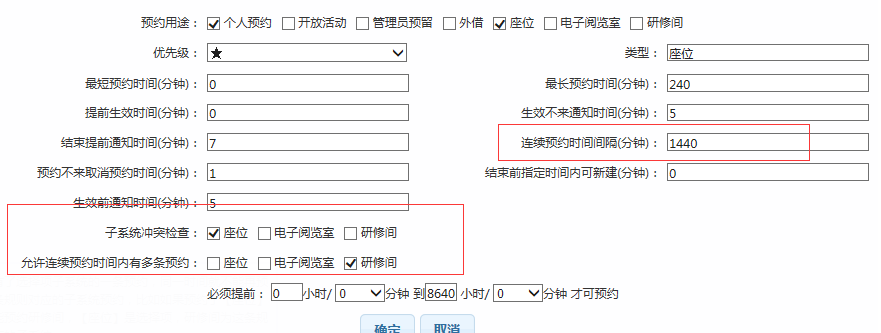 预约用途： 个人预约 开放活动 管理员预留 外借 座位 电子阅览室 研修间
优先级： ★ 类型： 座位
最短预约时间(分钟)： 0 最长预约时间(分钟)： 240
提前生效时间(分钟)： 0 生效不来通知时间(分钟)： 5
结束提前通知时间(分钟)： 7 连续预约时间间隔(分钟)： 1440
预约不来取消预约时间(分钟)： 1 结束前指定时间内可新建(分钟)： 0
生效前通知时间(分钟)： 5
子系统冲突检查： 座位 电子阅览室 研修间
允许连续预约时间内有多条预约： 座位 电子阅览室 研修间
必须提前： 0 小时/ 0 分钟 到 8640 小时/ 0 分钟 才可预约
确定 取消